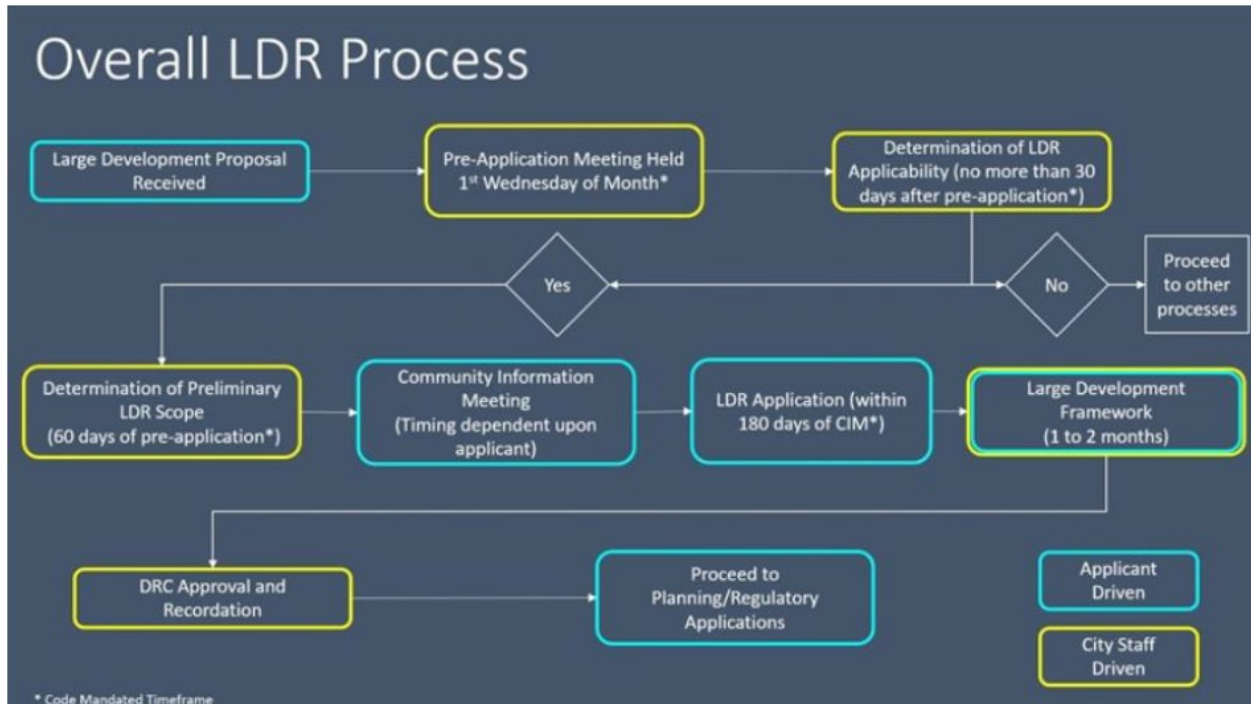 Overall LDR Process
Large Development Proposal
Received
Pre-Application Meeting Held
1st Wednesday of Month*
Determination of LDR
Applicability (no more than 30
days after pre-application*)
Yes
No
Proceed
to other
processes
Determination of Preliminary
LDR Scope
(60 days of pre-application*)
Community Information
Meeting
(Timing dependent upon
applicant)
LDR Application (within
180 days of CIM*)
Large Development
Framework
(1 to 2 months)
DRC Approval and
Recordation
Proceed to
Planning/Regulatory
Applications
Applicant
Driven
City Staff
Driven
* Code Mandated Timeframe